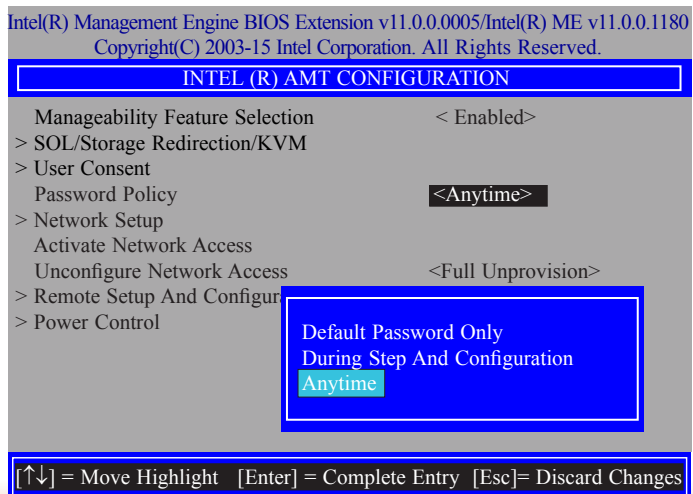 Intel(R) Management Engine BIOS Extension v11.0.0.0005/Intel(R) ME v11.0.0.1180
Copyright(C) 2003-15 Intel Corporation. All Rights Reserved.
INTEL (R) AMT CONFIGURATION
Manageability Feature Selection < Enabled>
> SOL/Storage Redirection/KVM
> User Consent
Password Policy <Anytime>
> Network Setup
Activate Network Access
Unconfigure Network Access <Full Unprovision>
> Remote Setup And Configur
> Power Control
Default Password Only
During Step And Configuration
Anytime
[↑↓] = Move Highlight [Enter] = Complete Entry [Esc]= Discard Changes